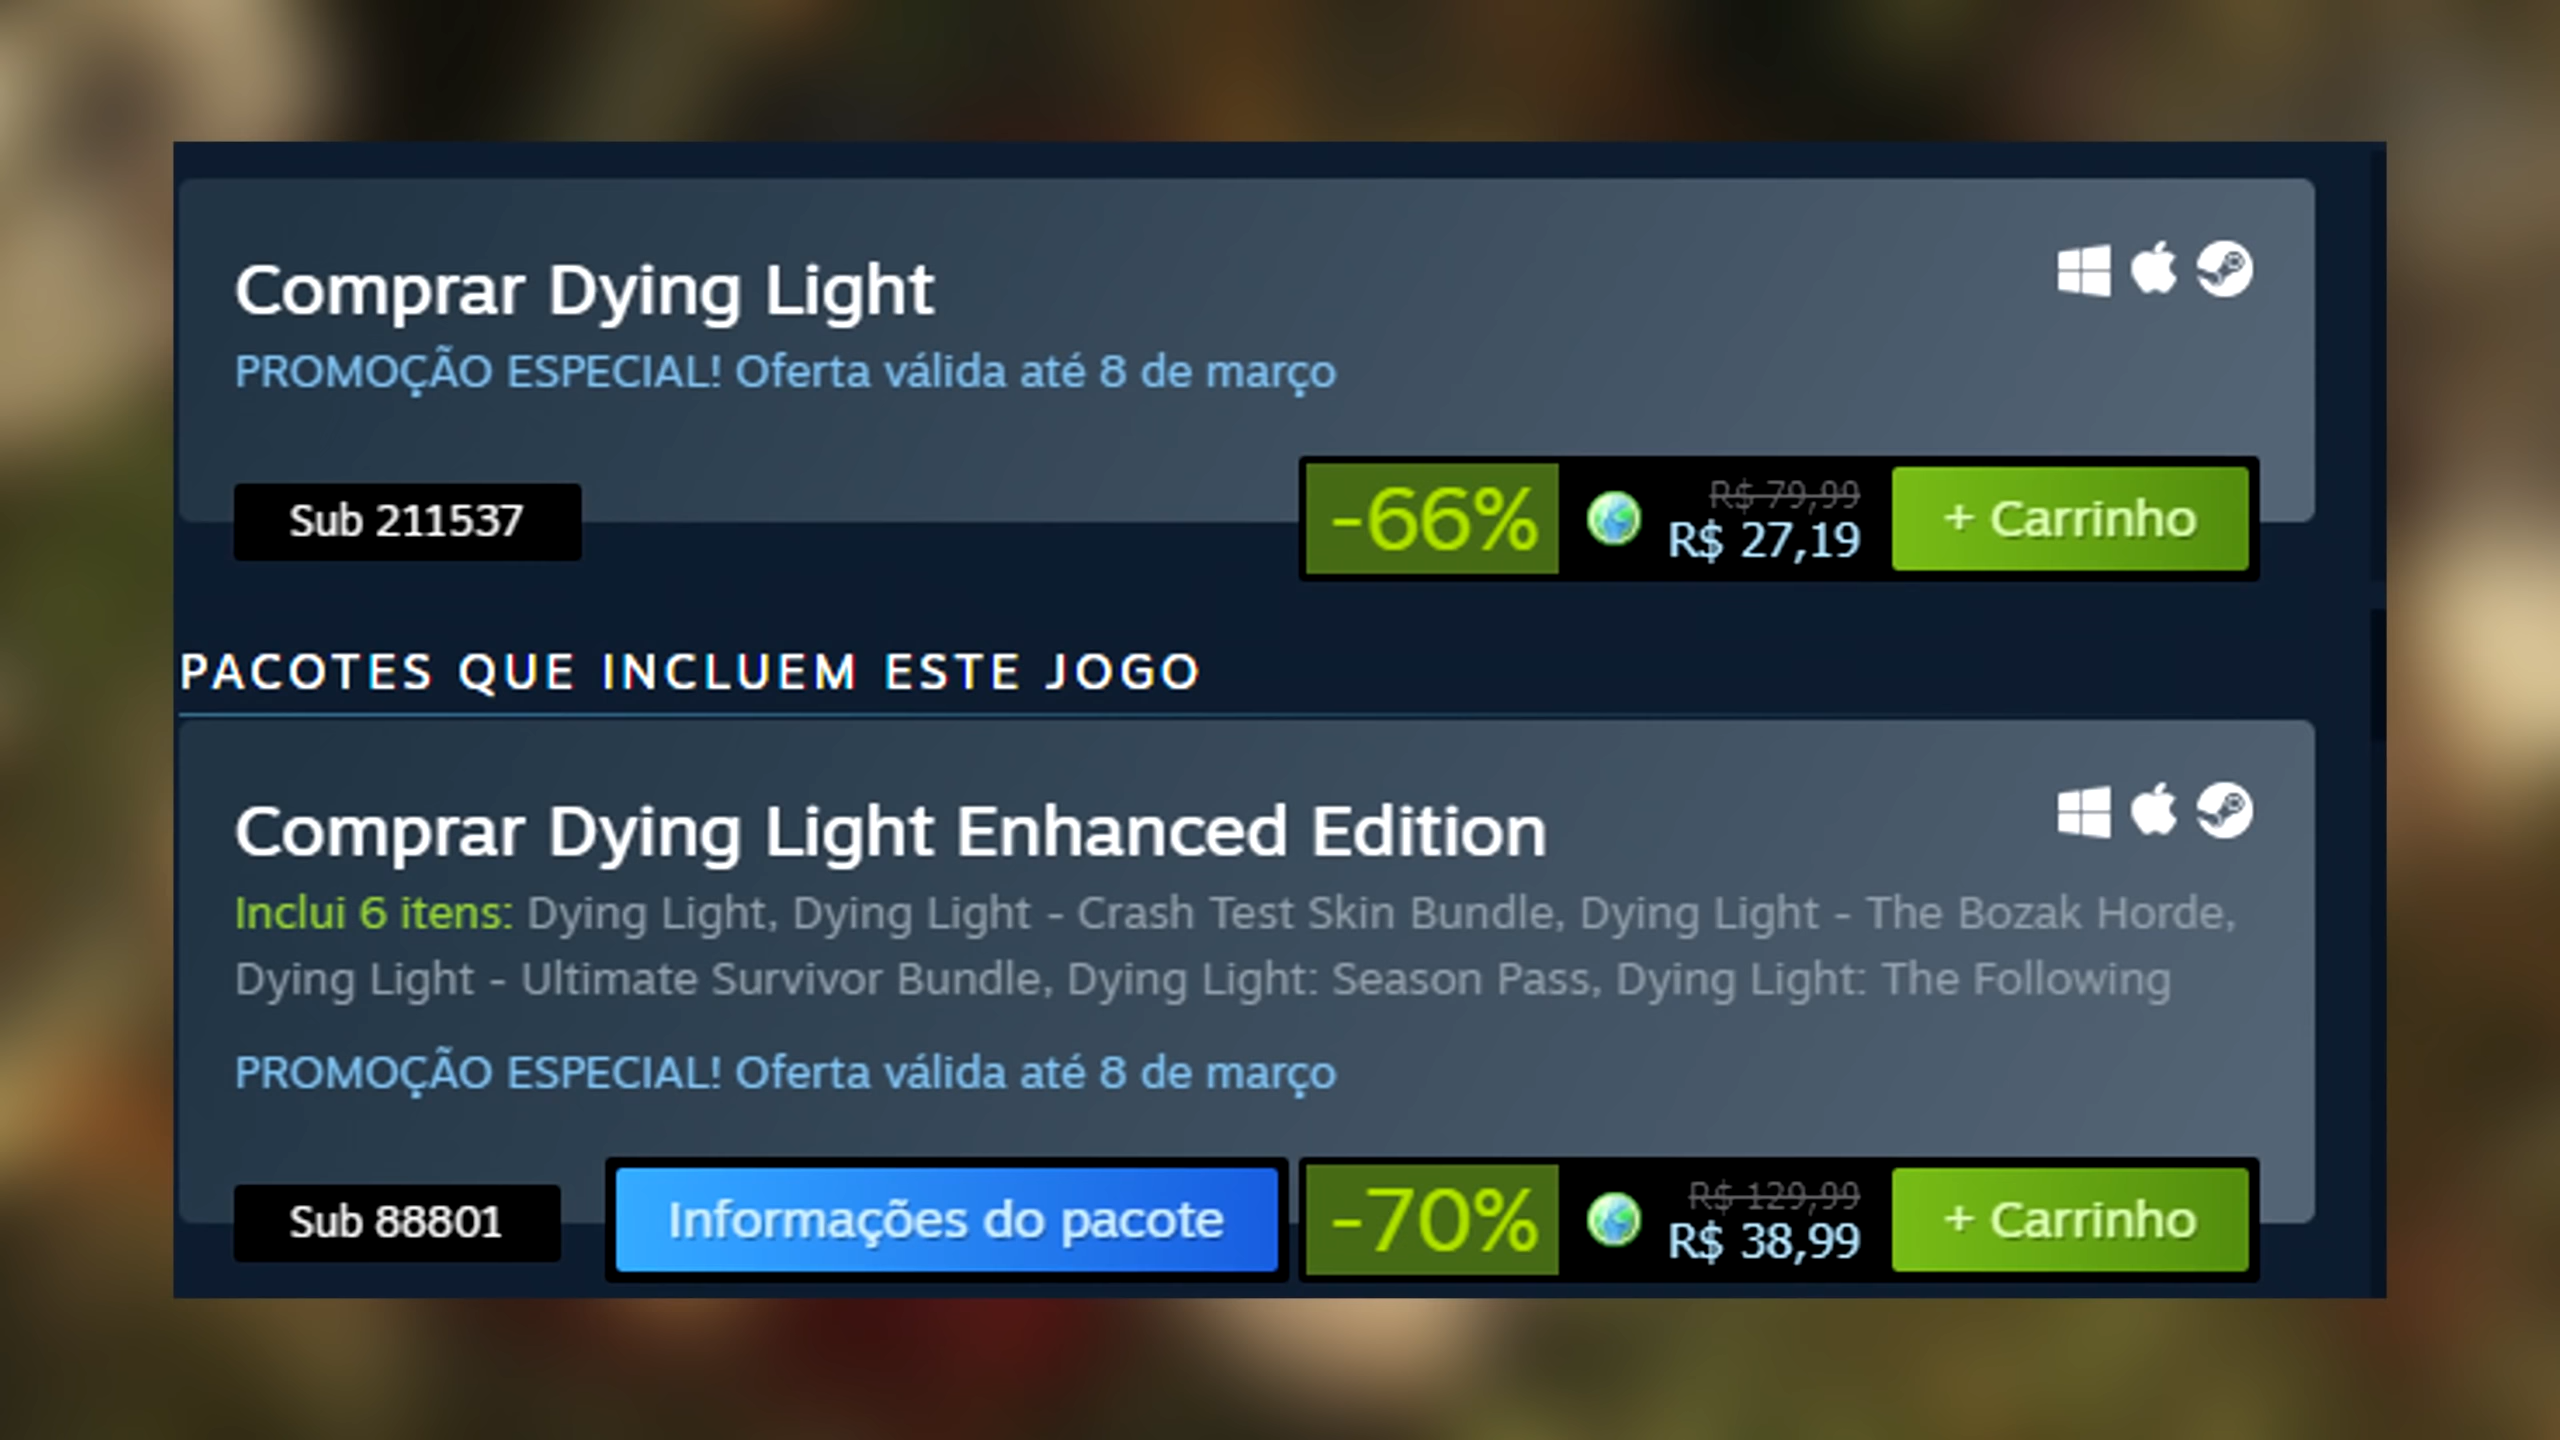 Comprar Dying Light
PROMOÇÃO ESPECIAL! Oferta válida até 8 de março
Sub 211537
-66%
R$ 79,99
R$ 27,19
+ Carrinho
PACOTES QUE INCLUEM ESTE JOGO
Comprar Dying Light Enhanced Edition
Inclui 6 itens: Dying Light, Dying Light - Crash Test Skin Bundle, Dying Light - The Bozak Horde,
Dying Light - Ultimate Survivor Bundle, Dying Light: Season Pass, Dying Light: The Following
PROMOÇÃO ESPECIAL! Oferta válida até 8 de março
Sub 88801
Informações do pacote
-70%
R$ 129,99
R$ 38,99
+ Carrinho